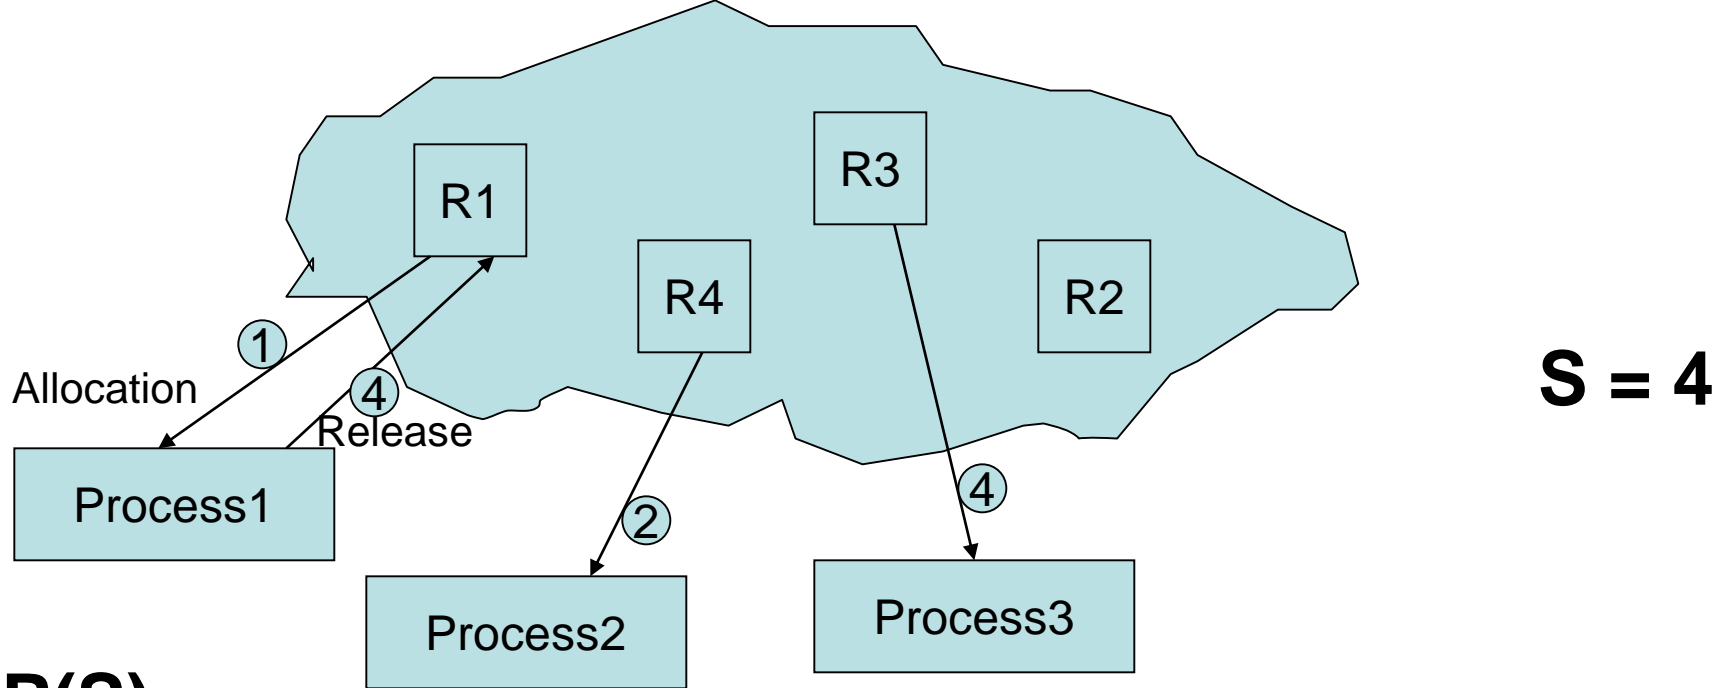 R3
R1
R4
R2
1
S = 4
Allocation
4
Release
Process1
4
2
Process3
Process2
P(S)